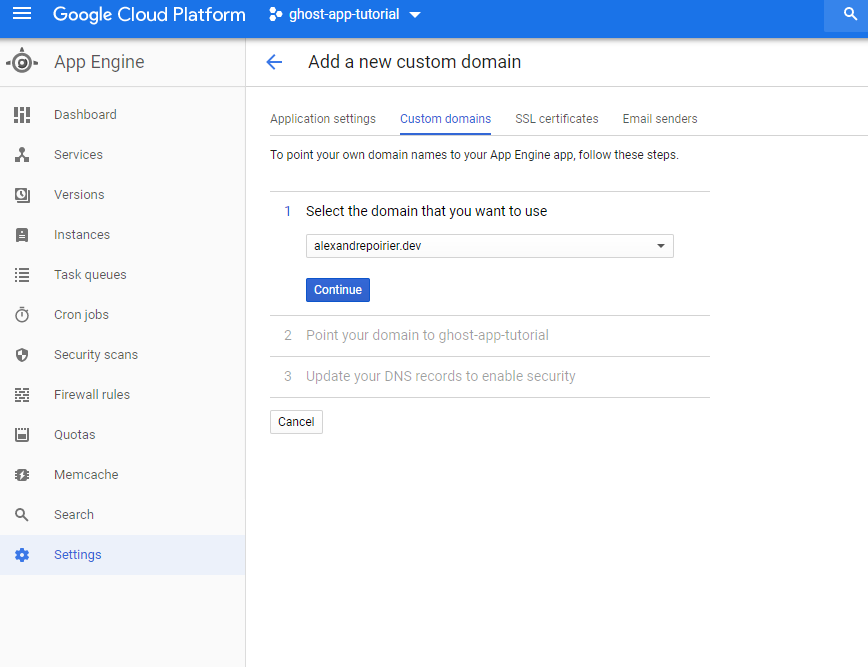 Google Cloud Platform
ghost-app-tutorial
App Engine
Add a new custom domain
Dashboard
Services
Versions
Instances
Task queues
Cron jobs
Security scans
Firewall rules
Quotas
Memcache
Search
Settings
Application settings
Custom domains
SSL certificates
Email senders
To point your own domain names to your App Engine app, follow these steps.
1 Select the domain that you want to use
alexandrepoirier.dev
Continue
2 Point your domain to ghost-app-tutorial
3 Update your DNS records to enable security
Cancel